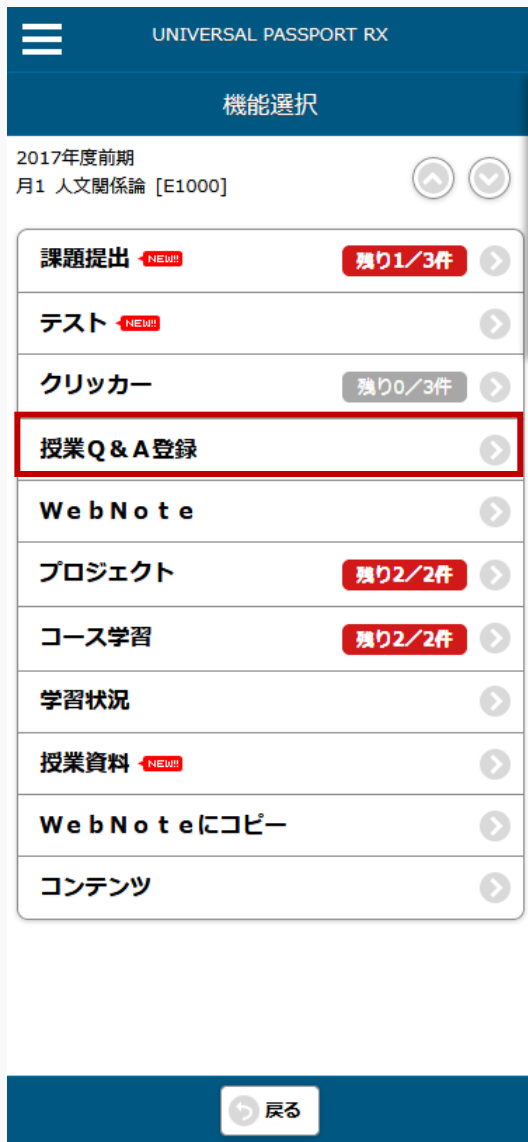 UNIVERSAL PASSPORT RX
機能選択
2017年度前期
月1 人文関係論 [E1000]
課題提出 NEW!! 残り1／3件
テスト NEW!!
クリッカー 残り0／3件
授業Ｑ＆Ａ登録
ＷｅｂＮｏｔｅ
プロジェクト 残り2／2件
コース学習 残り2／2件
学習状況
授業資料 NEW!!
ＷｅｂＮｏｔｅにコピー
コンテンツ
戻る